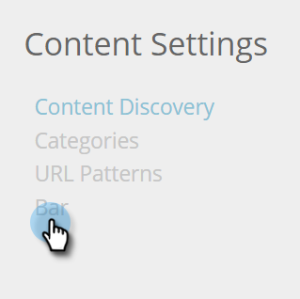 Content Settings
Content Discovery
Categories
URL Patterns
Bar